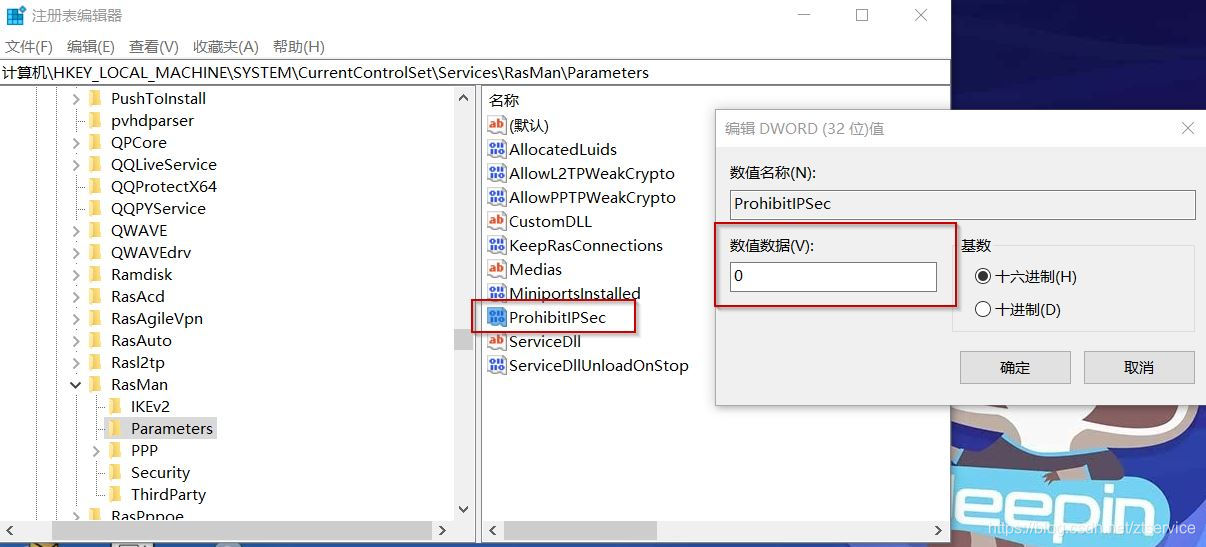 注册表编辑器
文件(F) 编辑(E) 查看(V) 收藏夹(A) 帮助(H)
计算机\HKEY_LOCAL_MACHINE\SYSTEM\CurrentControlSet\Services\RasMan\Parameters
PushToInstall
pvhdparser
QPCore
QQLiveService
QQProtectX64
QQPYService
QWAVE
QWAVEdrv
Ramdisk
RasAcd
RasAgileVpn
RasAuto
Rasl2tp
RasMan
IKEv2
Parameters
PPP
Security
ThirdParty
RasPppoe
名称
(默认)
AllocatedLuids
AllowL2TPWeakCrypto
AllowPPTPWeakCrypto
CustomDLL
KeepRasConnections
Medias
MiniportsInstalled
ProhibitIPSec
ServiceDll
ServiceDllUnloadOnStop
编辑 DWORD (32 位)值
数值名称(N):
ProhibitIPSec
数值数据(V):
0
基数
十六进制(H)
十进制(D)
确定 取消
eepin
https://blog.csdn.net/ztservice